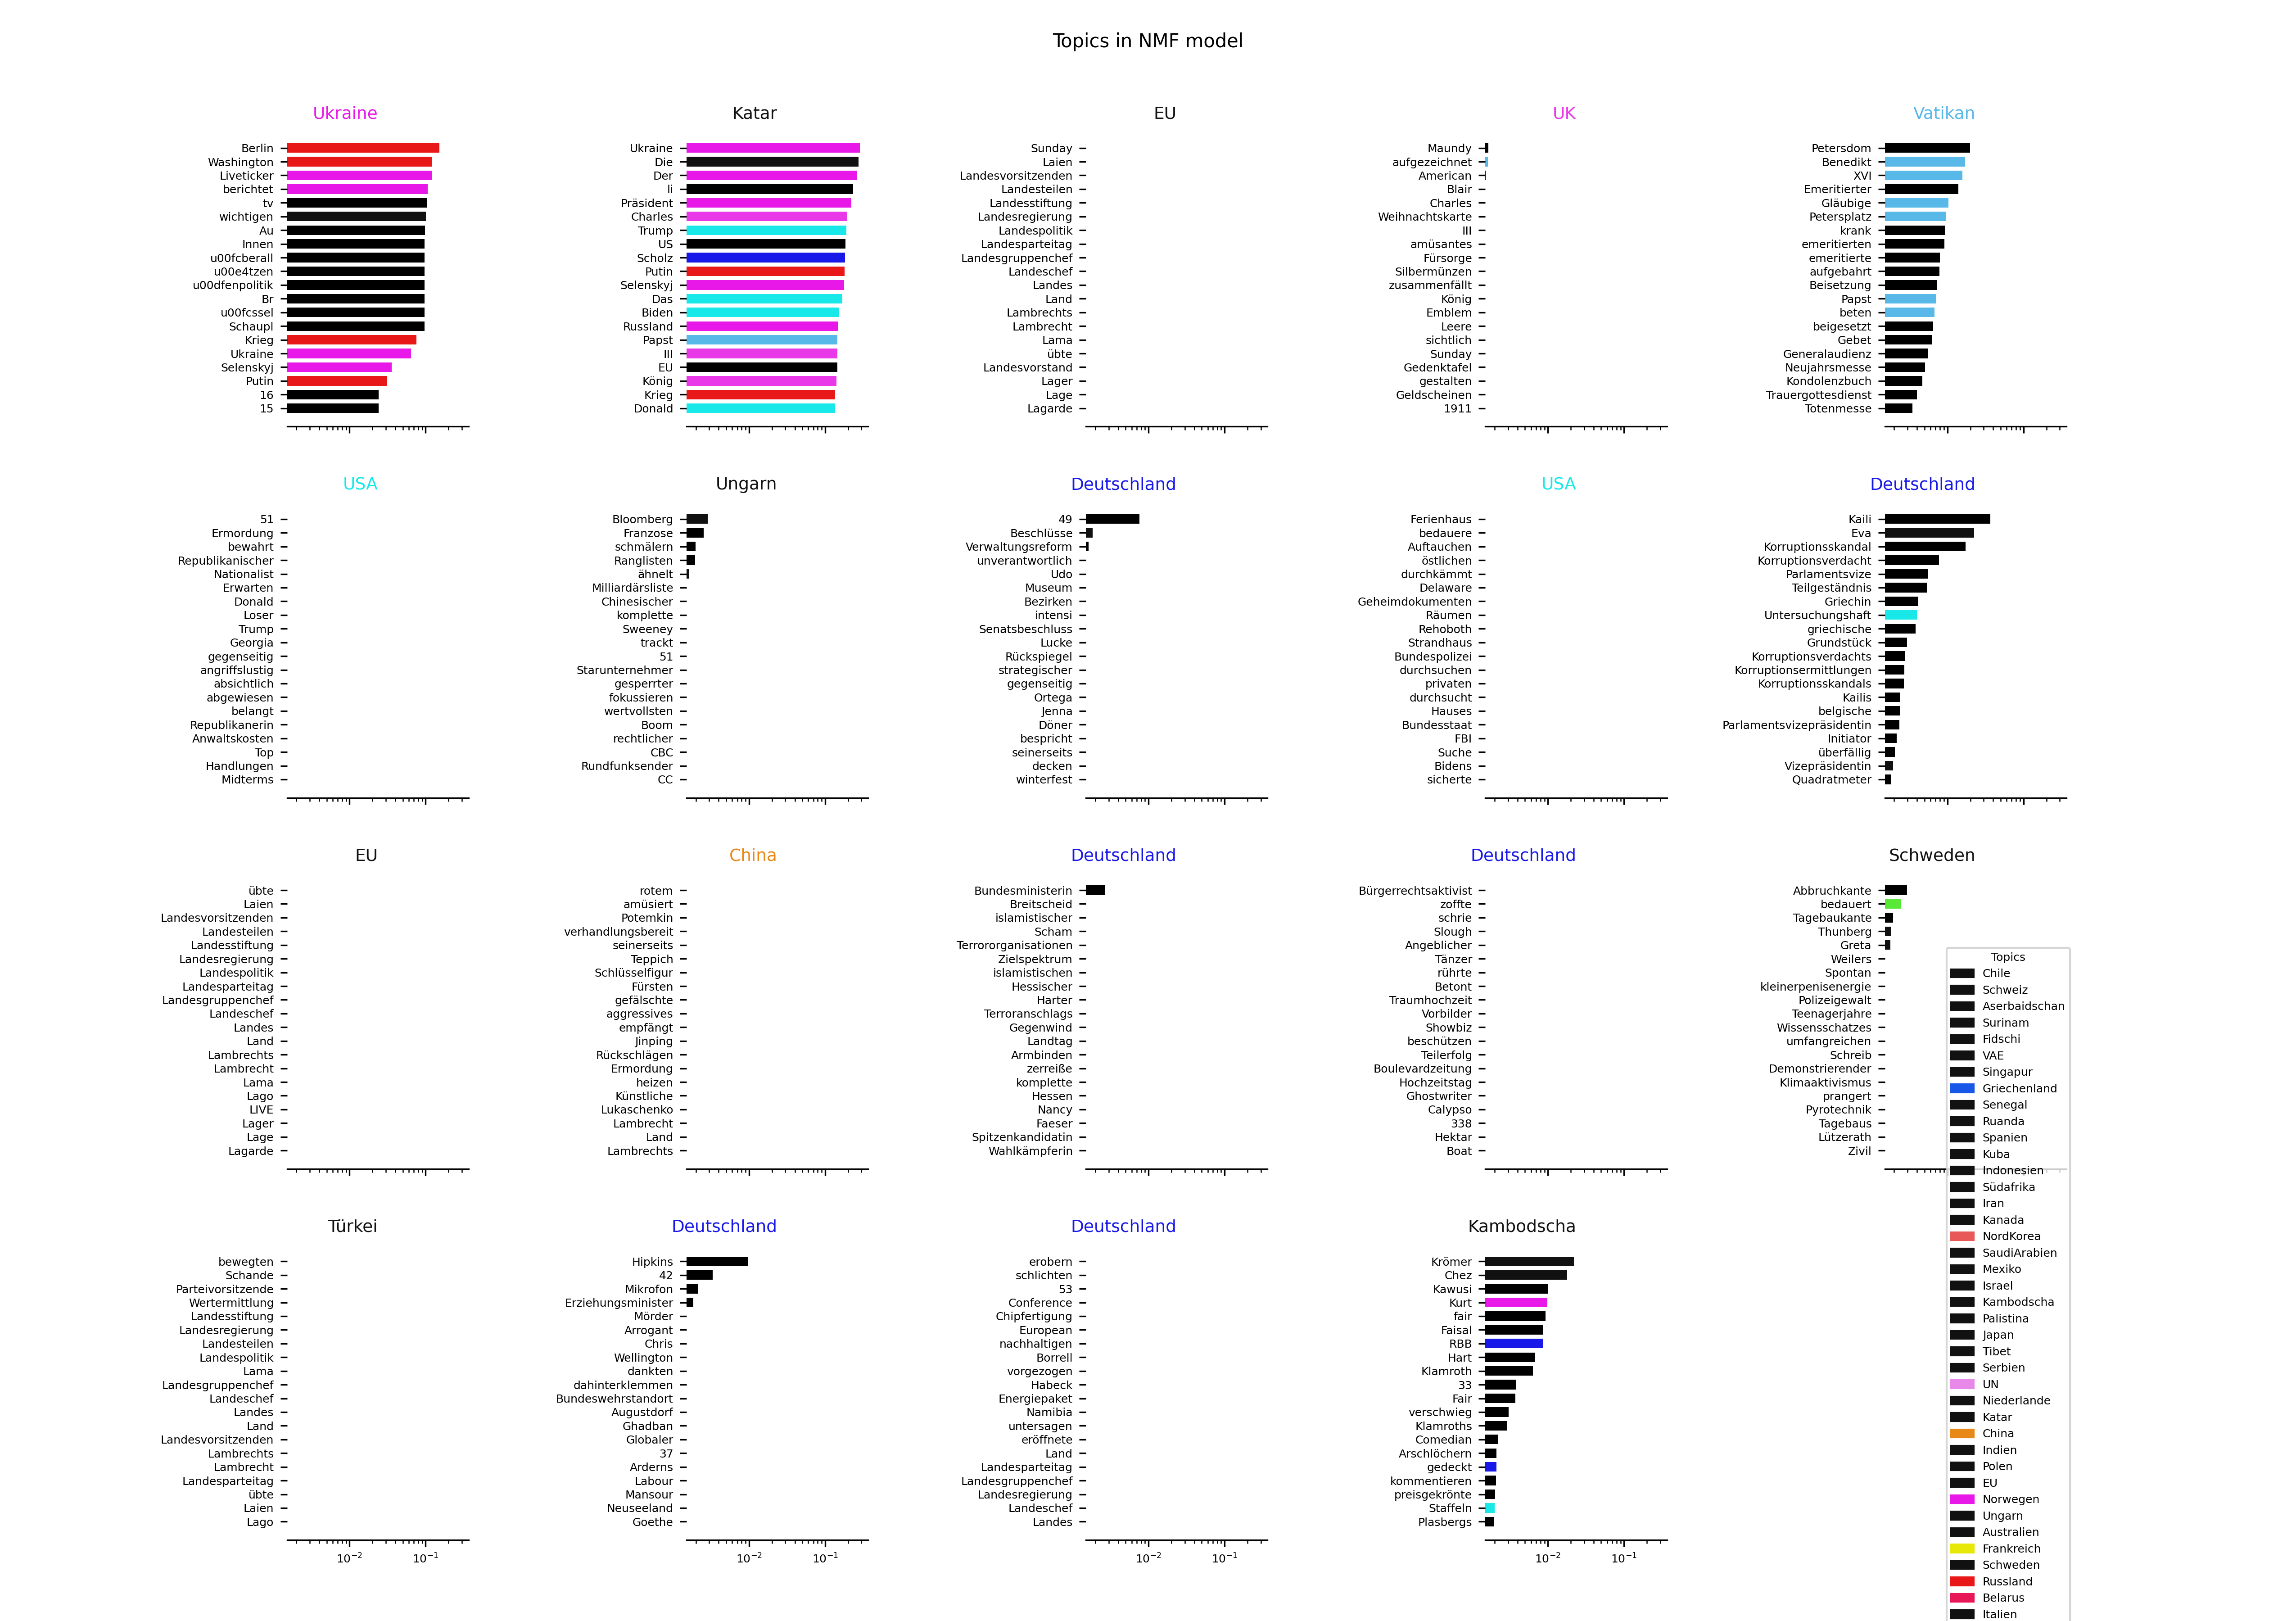 Topics in NMF model
Ukraine
Berlin
Washington
Liveticker
berichtet
tv
wichtigen
Au
Innen
u00fcberall
u00e4tzen
u00dfenpolitik
Br
u00fcssel
Schaupl
Krieg
Ukraine
Selenskyj
Putin
16
15
Katar
Ukraine
Die
Der
li
Präsident
Charles
Trump
US
Scholz
Putin
Selenskyj
Das
Biden
Russland
Papst
III
EU
König
Krieg
Donald
EU
Sunday
Laien
Landesvorsitzenden
Landesteilen
Landesstiftung
Landesregierung
Landespolitik
Landesparteitag
Landesgruppenchef
Landeschef
Landes
Land
Lambrechts
Lambrecht
Lama
übte
Landesvorstand
Lager
Lage
Lagarde
UK
Maundy
aufgezeichnet
American
Blair
Charles
Weihnachtskarte
III
amüsantes
Fürsorge
Silbermünzen
zusammenfällt
König
Emblem
Leere
sichtlich
Sunday
Gedenktafel
gestalten
Geldscheinen
1911
Vatikan
Petersdom
Benedikt
XVI
Emeritierter
Gläubige
Petersplatz
krank
emeritierten
emeritierte
aufgebahrt
Beisetzung
Papst
beten
beigesetzt
Gebet
Generalaudienz
Neujahrsmesse
Kondolenzbuch
Trauergottesdienst
Totenmesse
USA
51
Ermordung
bewahrt
Republikanischer
Nationalist
Erwarten
Donald
Loser
Trump
Georgia
gegenseitig
angriffslustig
absichtlich
abgewiesen
belangt
Republikanerin
Anwaltskosten
Top
Handlungen
Midterms
Ungarn
Bloomberg
Franzose
schmälern
Ranglisten
ähnelt
Milliardärsliste
Chinesischer
komplette
Sweeney
trackt
51
Starunternehmer
gesperrter
fokussieren
wertvollsten
Boom
rechtlicher
CBC
Rundfunksender
CC
Deutschland
49
Beschlüsse
Verwaltungsreform
unverantwortlich
Udo
Museum
Bezirken
intensi
Senatsbeschluss
Lucke
Rückspiegel
strategischer
gegenseitig
Ortega
Jenna
Döner
bespricht
seinerseits
decken
winterfest
USA
Ferienhaus
bedauere
Auftauchen
östlichen
durchkämmt
Delaware
Geheimdokumenten
Räumen
Rehoboth
Strandhaus
Bundespolizei
durchsuchen
privaten
durchsucht
Hauses
Bundesstaat
FBI
Suche
Bidens
sicherte
Deutschland
Kaili
Eva
Korruptionsskandal
Korruptionsverdacht
Parlamentsvize
Teilgeständnis
Griechin
Untersuchungshaft
griechische
Grundstück
Korruptionsverdachts
Korruptionsermittlungen
Korruptionsskandals
Kailis
belgische
Parlamentsvizepräsidentin
Initiator
überfällig
Vizepräsidentin
Quadratmeter
EU
übte
Laien
Landesvorsitzenden
Landesteilen
Landesstiftung
Landesregierung
Landespolitik
Landesparteitag
Landesgruppenchef
Landeschef
Landes
Land
Lambrechts
Lambrecht
Lama
Lago
LIVE
Lager
Lage
Lagarde
China
rotem
amüsiert
Potemkin
verhandlungsbereit
seinerseits
Teppich
Schlüsselfigur
Fürsten
gefälschte
aggressives
empfängt
Jinping
Rückschlägen
Ermordung
heizen
Künstliche
Lukaschenko
Lambrecht
Land
Lambrechts
Deutschland
Bundesministerin
Breitscheid
islamistischer
Scham
Terrororganisationen
Zielspektrum
islamistischen
Hessischer
Harter
Terroranschlags
Gegenwind
Landtag
Armbinden
zerreiße
komplette
Hessen
Nancy
Faeser
Spitzenkandidatin
Wahlkämpferin
Deutschland
Bürgerrechtsaktivist
zoffte
schrie
Slough
Angeblicher
Tänzer
rührte
Betont
Traumhochzeit
Vorbilder
Showbiz
beschützen
Teilerfolg
Boulevardzeitung
Hochzeitstag
Ghostwriter
Calypso
338
Hektar
Boat
Schweden
Abbruchkante
bedauert
Tagebaukante
Thunberg
Greta
Weilers
Spontan
kleinerpenisenergie
Polizeigewalt
Teenagerjahre
Wissensschatzes
umfangreichen
Schreib
Demonstrierender
Klimaaktivismus
prangert
Pyrotechnik
Tagebaus
Lützerath
Zivil
Türkei
bewegten
Schande
Parteivorsitzende
Wertermittlung
Landesstiftung
Landesregierung
Landesteilen
Landespolitik
Lama
Landesgruppenchef
Landeschef
Landes
Land
Landesvorsitzenden
Lambrechts
Lambrecht
Landesparteitag
übte
Laien
Lago
10⁻² 10⁻¹
Deutschland
Hipkins
42
Mikrofon
Erziehungsminister
Mörder
Arrogant
Chris
Wellington
dankten
dahinterklemmen
Bundeswehrstandort
Augustdorf
Ghadban
Globaler
37
Arderns
Labour
Mansour
Neuseeland
Goethe
10⁻² 10⁻¹
Deutschland
erobern
schlichten
53
Conference
Chipfertigung
European
nachhaltigen
Borrell
vorgezogen
Habeck
Energiepaket
Namibia
untersagen
eröffnete
Land
Landesparteitag
Landesgruppenchef
Landesregierung
Landeschef
Landes
10⁻² 10⁻¹
Kambodscha
Krömer
Chez
Kawusi
Kurt
fair
Faisal
RBB
Hart
Klamroth
33
Fair
verschwieg
Klamroths
Comedian
Arschlöchern
gedeckt
kommentieren
preisgekrönte
Staffeln
Plasbergs
10⁻² 10⁻¹
Topics
Chile
Schweiz
Aserbaidschan
Surinam
Fidschi
VAE
Singapur
Griechenland
Senegal
Ruanda
Spanien
Kuba
Indonesien
Südafrika
Iran
Kanada
NordKorea
SaudiArabien
Mexiko
Israel
Kambodscha
Palistina
Japan
Tibet
Serbien
UN
Niederlande
Katar
China
Indien
Polen
EU
Norwegen
Ungarn
Australien
Frankreich
Schweden
Russland
Belarus
Italien